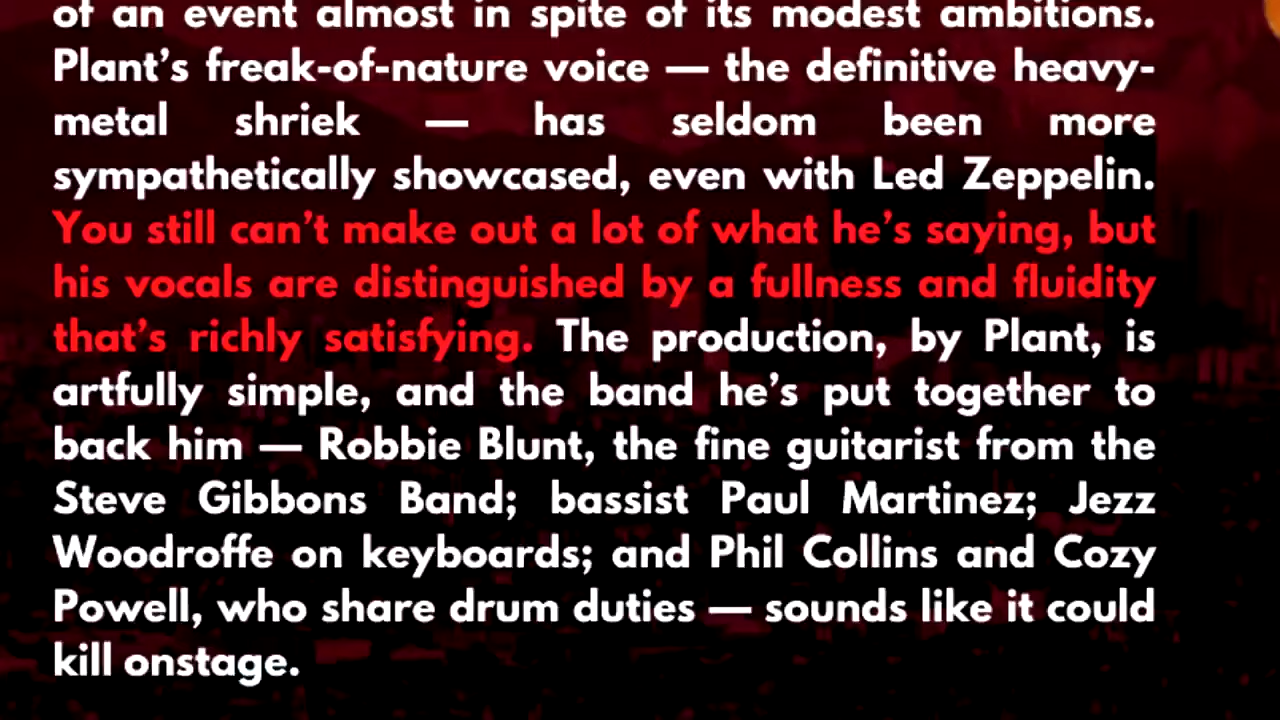 of an event almost in spite of its modest ambitions.
Plant’s freak-of-nature voice — the definitive heavy-
metal shriek — has seldom been more
sympathetically showcased, even with Led Zeppelin.
You still can’t make out a lot of what he’s saying, but
his vocals are distinguished by a fullness and fluidity
that’s richly satisfying. The production, by Plant, is
artfully simple, and the band he’s put together to
back him — Robbie Blunt, the fine guitarist from the
Steve Gibbons Band; bassist Paul Martinez; Jezz
Woodroffe on keyboards; and Phil Collins and Cozy
Powell, who share drum duties — sounds like it could
kill onstage.